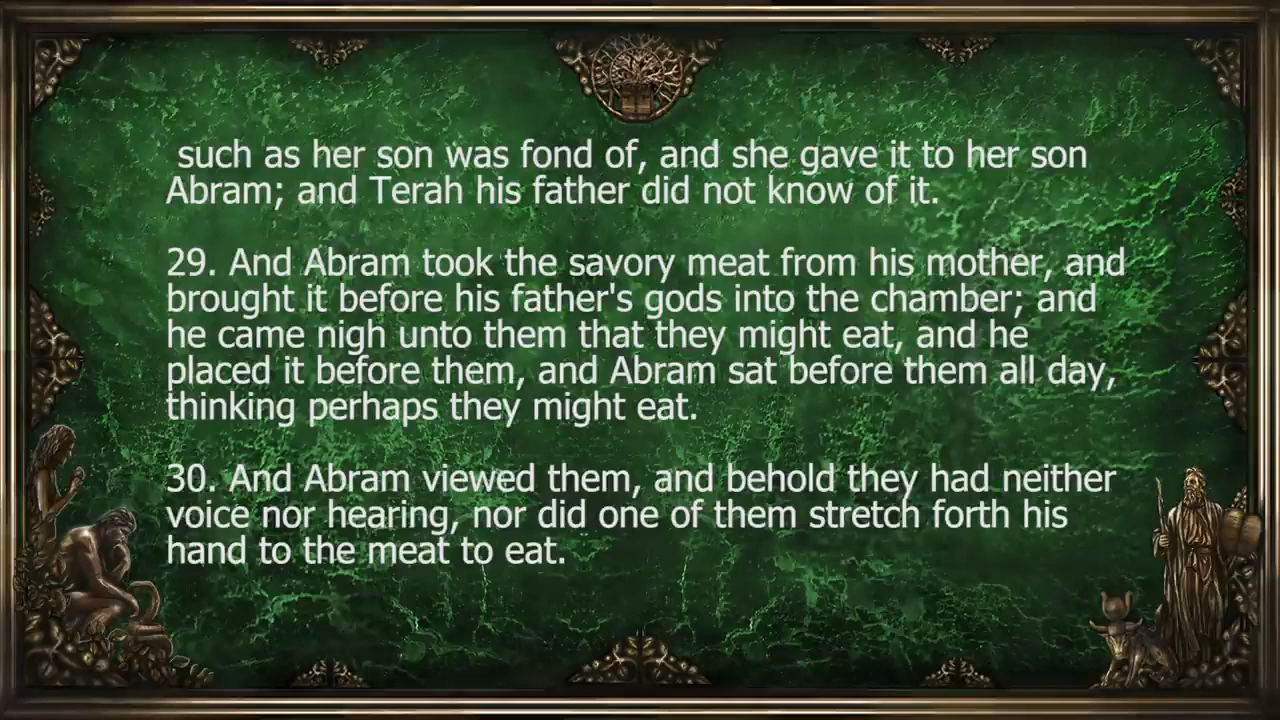 such as her son was fond of, and she gave it to her son
Abram; and Terah his father did not know of it.
29. And Abram took the savory meat from his mother, and
brought it before his father's gods into the chamber; and
he came nigh unto them that they might eat, and he
placed it before them, and Abram sat before them all day,
thinking perhaps they might eat.
30. And Abram viewed them, and behold they had neither
voice nor hearing, nor did one of them stretch forth his
hand to the meat to eat.